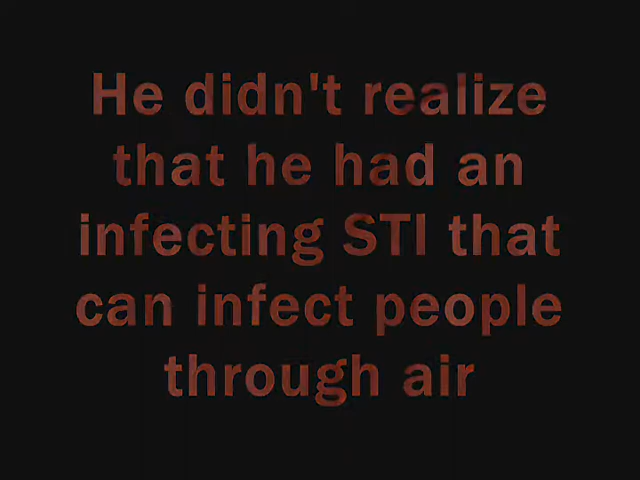 He didn't realize
that he had an
infecting STI that
can infect people
through air